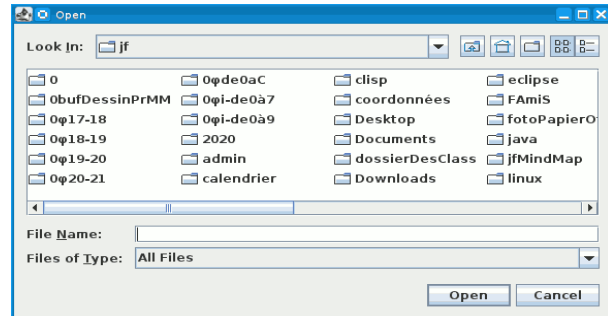 Open
Look In: jf
0 0φde0aC clisp eclipse
0bufDessinPrMM 0φi-de0à7 coordonnées FAmiS
0φ17-18 0φi-de0à9 Desktop fotoPapierO
0φ18-19 2020 Documents java
0φ19-20 admin dossierDesClass jfMindMap
0φ20-21 calendrier Downloads linux
File Name:
Files of Type: All Files
Open Cancel